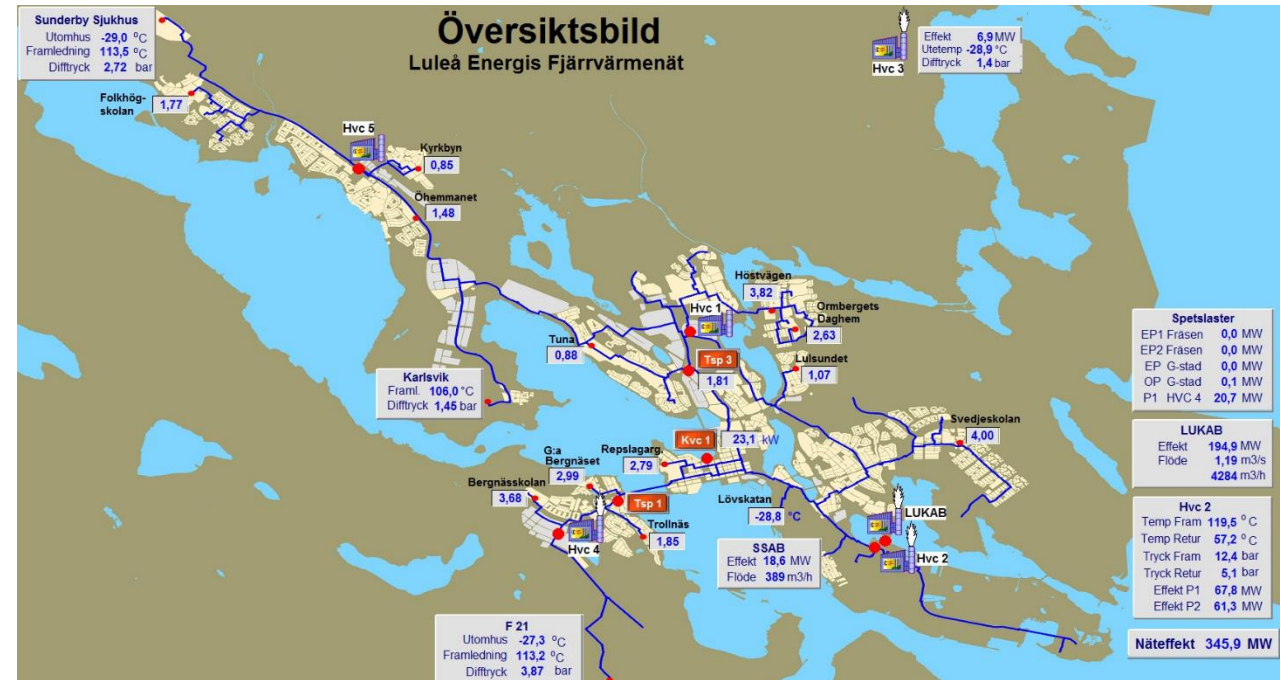 Översiktsbild
Luleå Energis Fjärrvärmenät
Sunderby Sjukhus
Utomhus -29,0 °C
Framledning 113,5 °C
Difftryck 2,72 bar
Folkhög-
skolan
1,77
Hvc 5
Kyrkbyn
0,85
Öhemmanet
1,48
Hvc 3
Effekt 6,9 MW
Utetemp -28,9 °C
Difftryck 1,4 bar
Höstvägen
3,82
Hvc 1
Ormbergets
Daghem
2,63
Tuna
0,88
Tsp 3
1,81
Lulsundet
1,07
Karlsvik
Framl. 106,0 °C
Difftryck 1,45 bar
Spetslaster
EP1 Fräsen 0,0 MW
EP2 Fräsen 0,0 MW
EP G-stad 0,0 MW
OP G-stad 0,1 MW
P1 HVC 4 20,7 MW
Svedjeskolan
4,00
Kvc 1
23,1 kW
G:a
Bergnäset
2,99
Repslagarg.
2,79
Bergnässkolan
3,68
Tsp 1
Trollnäs
1,85
Hvc 4
Lövskatan
-28,8 °C
LUKAB
Hvc 2
SSAB
Effekt 18,6 MW
Flöde 389 m3/h
LUKAB
Effekt 194,9 MW
Flöde 1,19 m3/s
4284 m3/h
Hvc 2
Temp Fram 119,5 °C
Temp Retur 57,2 °C
Tryck Fram 12,4 bar
Tryck Retur 5,1 bar
Effekt P1 67,8 MW
Effekt P2 61,3 MW
Näteffekt 345,9 MW
F 21
Utomhus -27,3 °C
Framledning 113,2 °C
Difftryck 3,87 bar